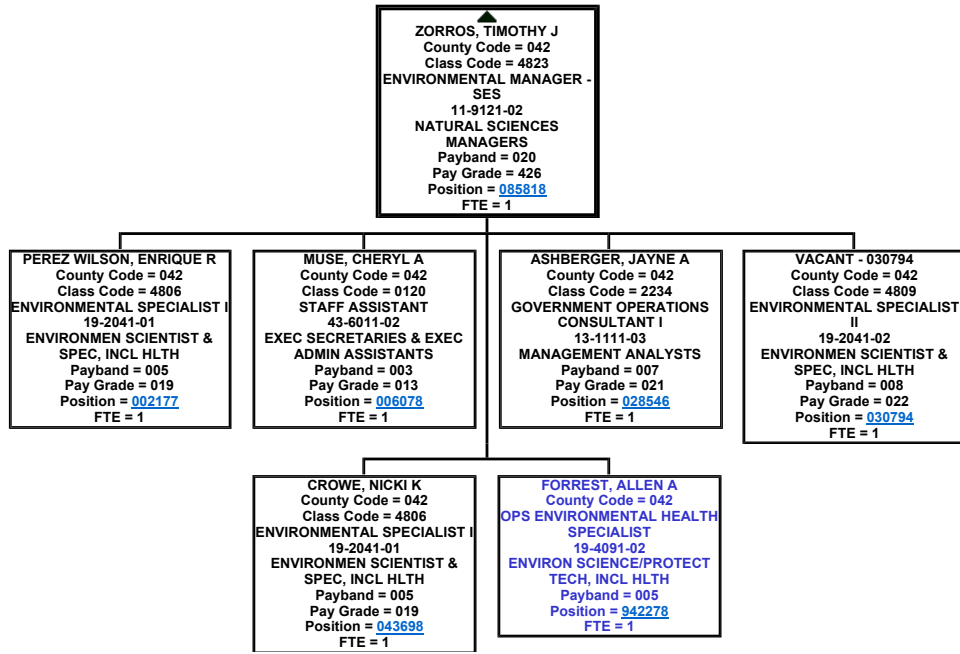 ZORROS, TIMOTHY J
County Code = 042
Class Code = 4823
ENVIRONMENTAL MANAGER -
SES
11-9121-02
NATURAL SCIENCES
MANAGERS
Payband = 020
Pay Grade = 426
Position = 085818
FTE = 1
PEREZ WILSON, ENRIQUE R
County Code = 042
Class Code = 4806
ENVIRONMENTAL SPECIALIST I
19-2041-01
ENVIRONMEN SCIENTIST &
SPEC, INCL HLTH
Payband = 005
Pay Grade = 019
Position = 002177
FTE = 1
MUSE, CHERYL A
County Code = 042
Class Code = 0120
STAFF ASSISTANT
43-6011-02
EXEC SECRETARIES & EXEC
ADMIN ASSISTANTS
Payband = 003
Pay Grade = 013
Position = 006078
FTE = 1
ASHBERGER, JAYNE A
County Code = 042
Class Code = 2234
GOVERNMENT OPERATIONS
CONSULTANT I
13-1111-03
MANAGEMENT ANALYSTS
Payband = 007
Pay Grade = 021
Position = 028546
FTE = 1
VACANT - 030794
County Code = 042
Class Code = 4809
ENVIRONMENTAL SPECIALIST
II
19-2041-02
ENVIRONMEN SCIENTIST &
SPEC, INCL HLTH
Payband = 008
Pay Grade = 022
Position = 030794
FTE = 1
CROWE, NICKI K
County Code = 042
Class Code = 4806
ENVIRONMENTAL SPECIALIST I
19-2041-01
ENVIRONMEN SCIENTIST &
SPEC, INCL HLTH
Payband = 005
Pay Grade = 019
Position = 043698
FTE = 1
FORREST, ALLEN A
County Code = 042
OPS ENVIRONMENTAL HEALTH
SPECIALIST
19-4091-02
ENVIRON SCIENCE/PROTECT
TECH, INCL HLTH
Payband = 005
Position = 942278
FTE = 1